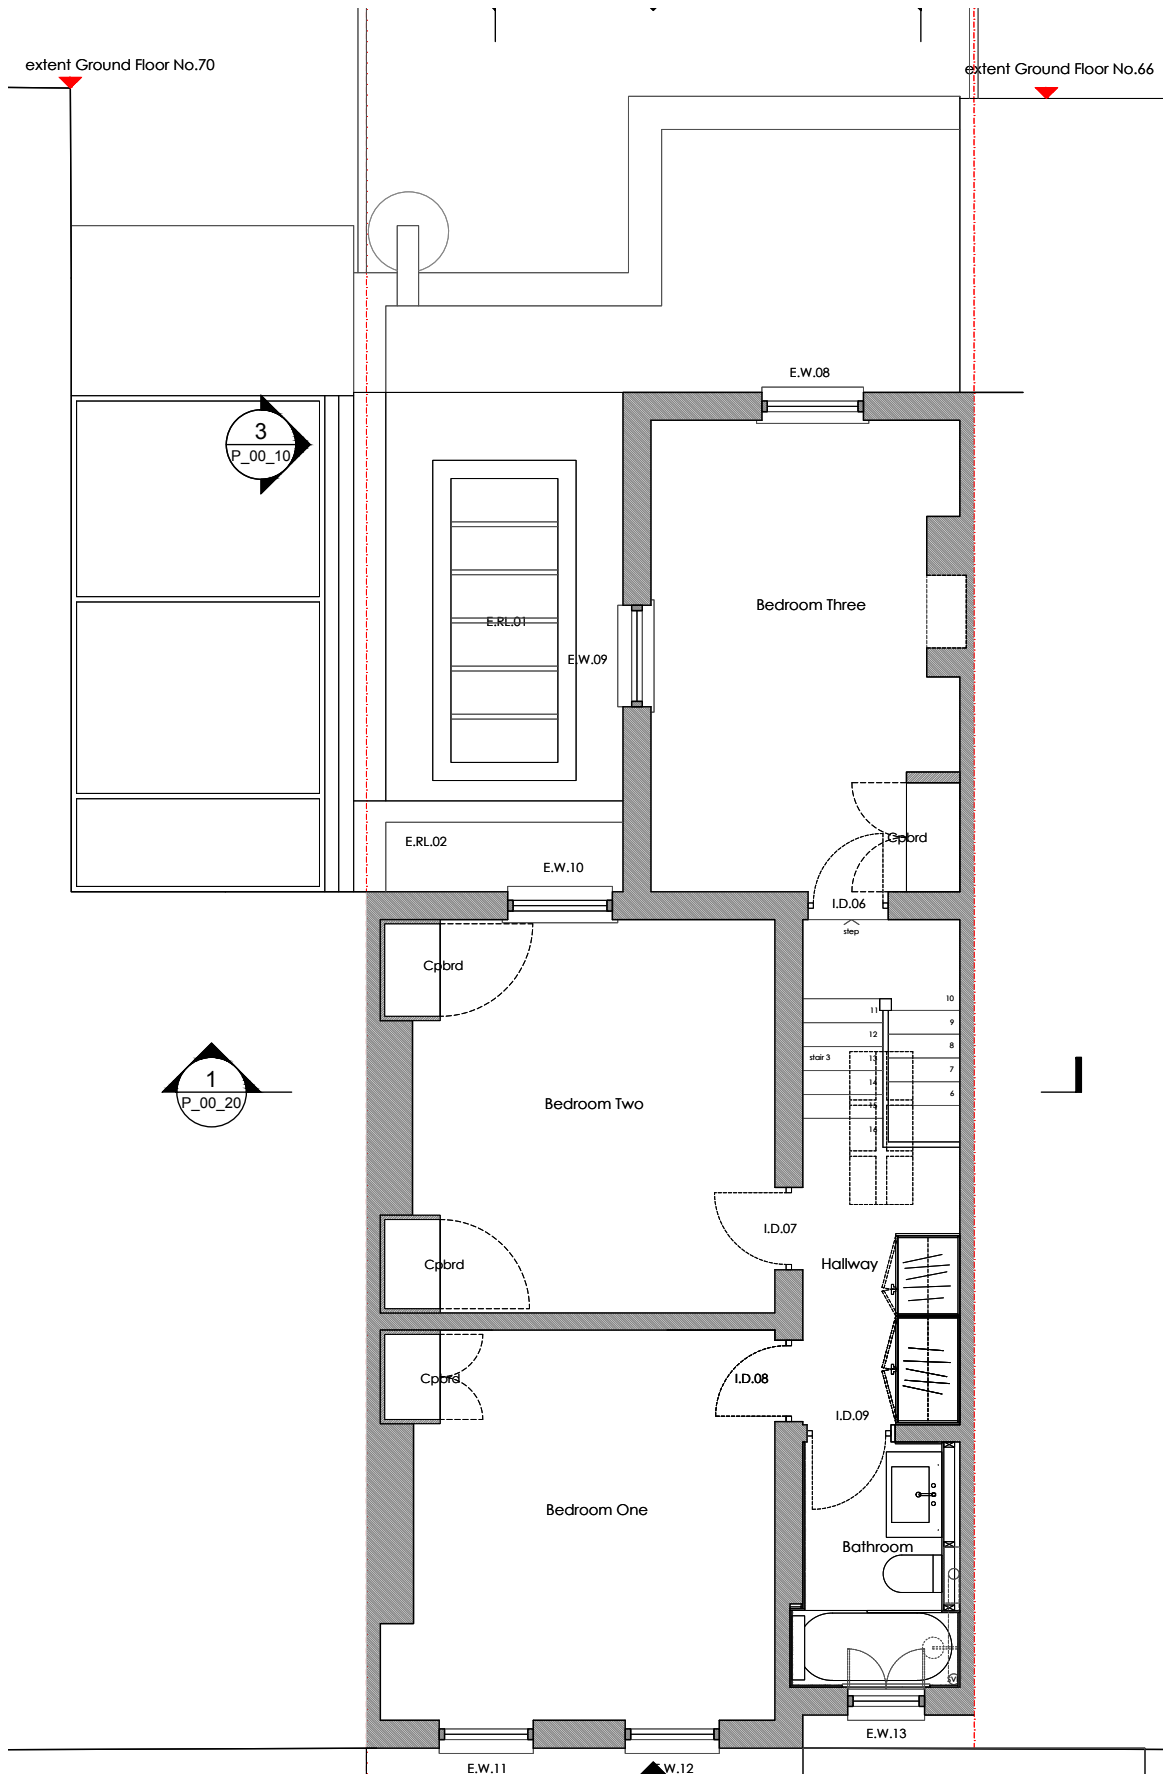 extent Ground Floor No.70
extent Ground Floor No.66
E.W.08
3
P_00_10
Bedroom Three
E.RL.01
E.W.09
E.RL.02
Cpbrd
E.W.10
I.D.06
step
Cpbrd
10
11
9
12
8
stair 3
13
7
14
6
15
16
1
P_00_20
Bedroom Two
I.D.07
Cpbrd
Hallway
Cpbrd
I.D.08
I.D.09
Bedroom One
Bathroom
E.W.13
E.W.11
W.12